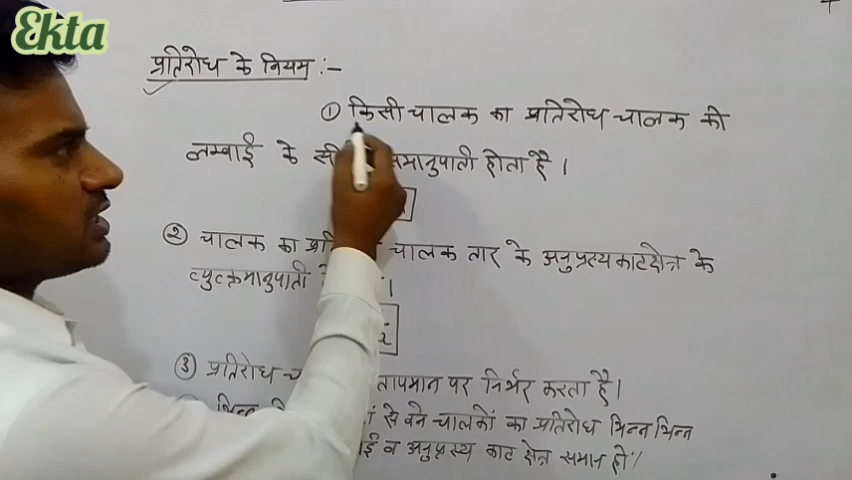 Ekta
प्रतिरोध के नियम :-
① किसी चालक का प्रतिरोध चालक की
लम्बाई के समानुपाती होता है ।
② चालक का चालक तार के अनुप्रस्थ काट क्षेत्र के
व्युत्क्रमानुपाती ।
③ प्रतिरोध तापमान पर निर्भर करता है ।
से बने चालकों का प्रतिरोध भिन्न भिन्न
व अनुप्रस्थ काट क्षेत्र समान हो ।